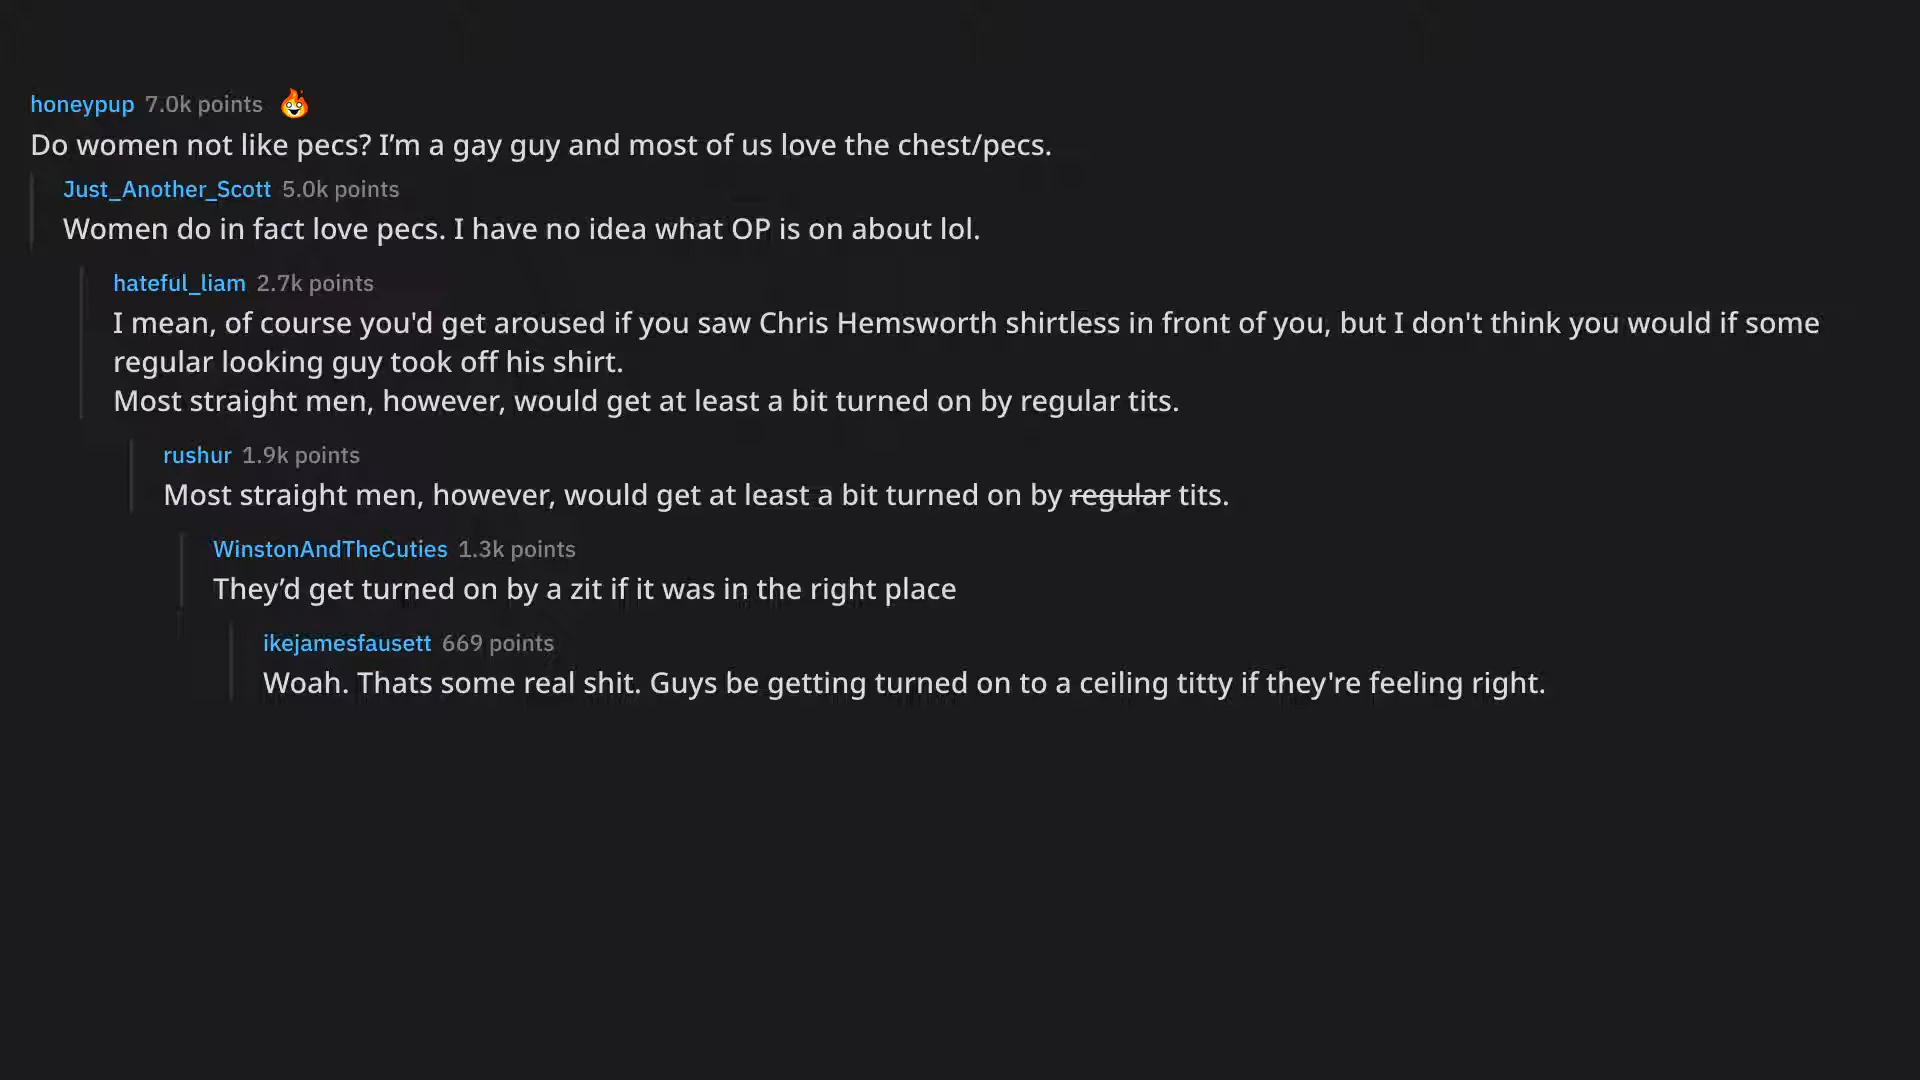 honeypup 7.0k points
Do women not like pecs? I’m a gay guy and most of us love the chest/pecs.
Just_Another_Scott 5.0k points
Women do in fact love pecs. I have no idea what OP is on about lol.
hateful_liam 2.7k points
I mean, of course you'd get aroused if you saw Chris Hemsworth shirtless in front of you, but I don't think you would if some
regular looking guy took off his shirt.
Most straight men, however, would get at least a bit turned on by regular tits.
rushur 1.9k points
Most straight men, however, would get at least a bit turned on by regular tits.
WinstonAndTheCuties 1.3k points
They’d get turned on by a zit if it was in the right place
ikejamesfausett 669 points
Woah. Thats some real shit. Guys be getting turned on to a ceiling titty if they're feeling right.